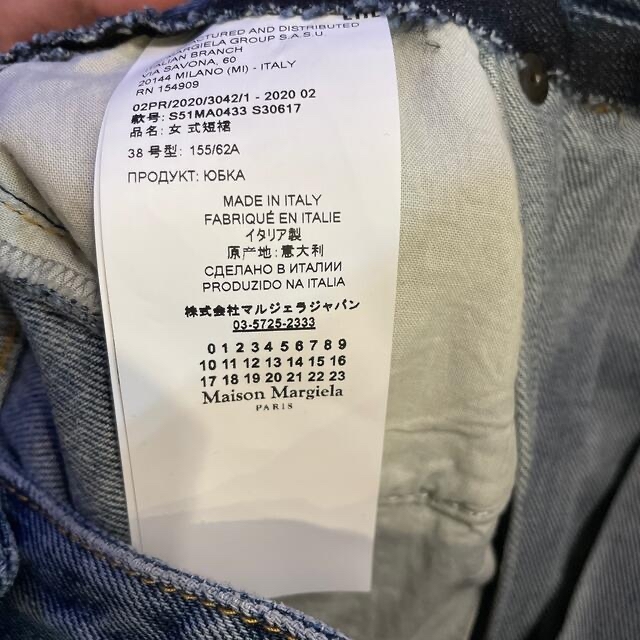 CTURED AND DISTRIBUTED
MARGIELA GROUP S.A.S.U.
ITALIAN BRANCH
VIA SAVONA, 60
20144 MILANO (MI) - ITALY
RN 154909
02PR/2020/3042/1 - 2020 02
款号: S51MA0433 S30617
品名: 女 式短裙
38 号型: 155/62A
ПРОДУКТ: ЮБКА
MADE IN ITALY
FABRIQUÉ EN ITALIE
イタリア製
原产地: 意大利
СДЕЛАНО В ИТАЛИИ
PRODUZIDO NA ITALIA
株式会社マルジェラジャパン
03-5725-2333
0 1 2 3 4 5 6 7 8 9
10 11 12 13 14 15 16
17 18 19 20 21 22 23
Maison Margiela
PARIS